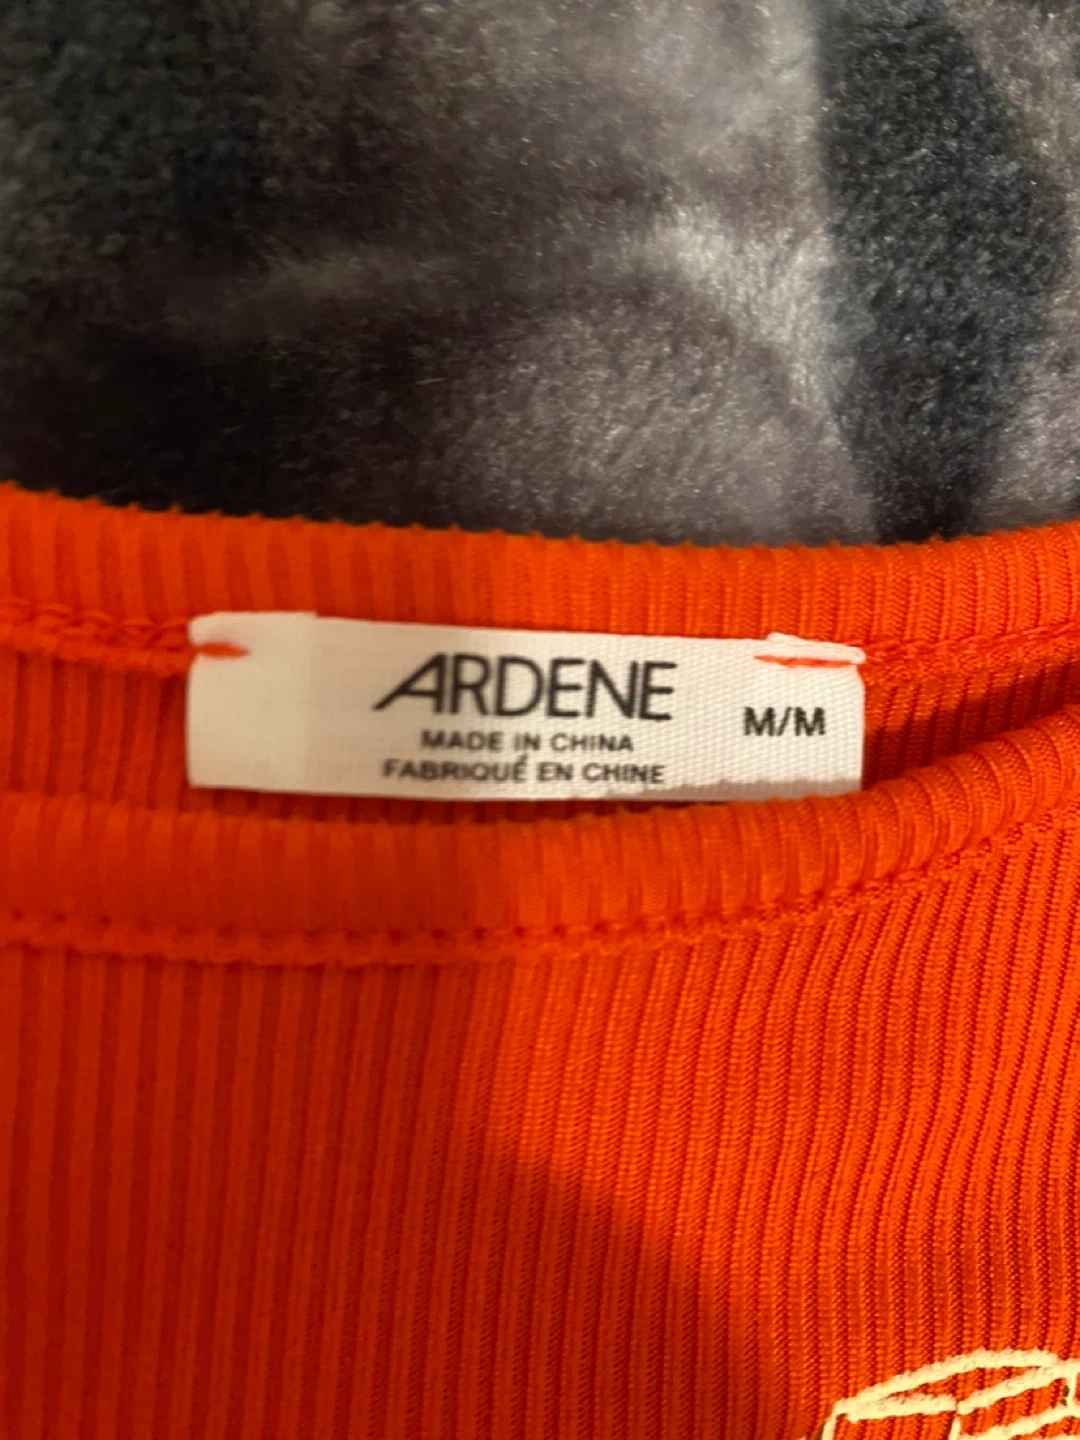 ARDENE
MADE IN CHINA
FABRIQUÉ EN CHINE
M/M